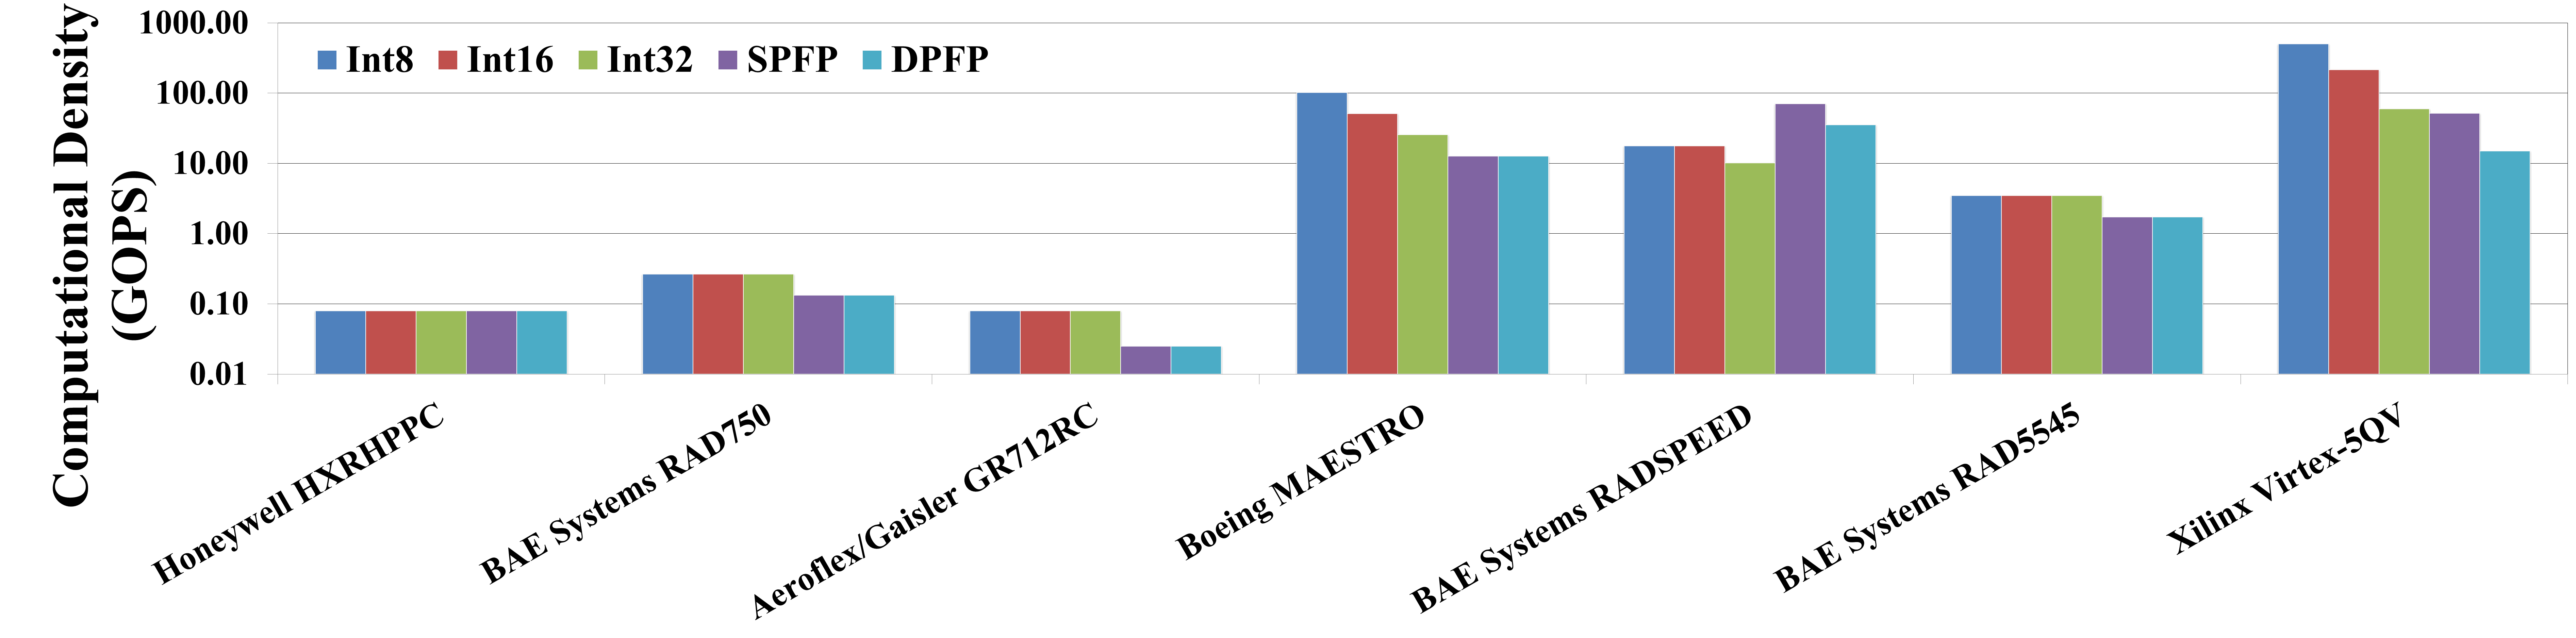 Computational Density
(GOPS)
1000.00
100.00
10.00
1.00
0.10
0.01
Int8 Int16 Int32 SPFP DPFP
Honeywell HXRHPPC
BAE Systems RAD750
Aeroflex/Gaisler GR712RC
Boeing MAESTRO
BAE Systems RADSPEED
BAE Systems RAD5545
Xilinx Virtex-5QV